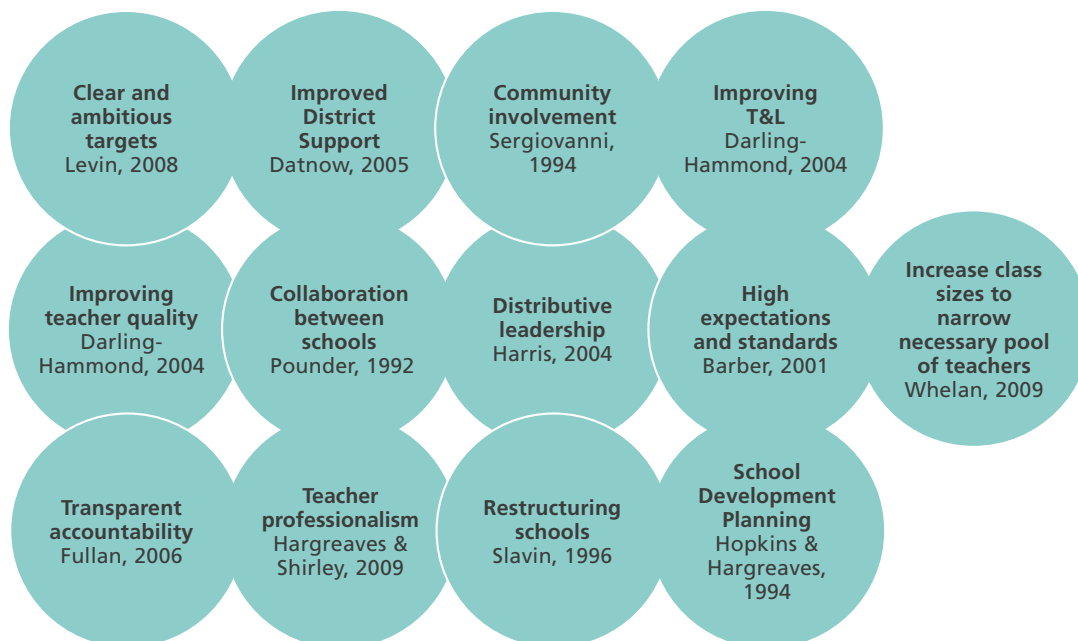 Clear and
ambitious
targets
Levin, 2008
Improved
District
Support
Datnow, 2005
Community
involvement
Sergiovanni,
1994
Improving
T&L
Darling-
Hammond, 2004
Improving
teacher quality
Darling-
Hammond, 2004
Collaboration
between
schools
Pounder, 1992
Distributive
leadership
Harris, 2004
High
expectations
and standards
Barber, 2001
Increase class
sizes to
narrow
necessary pool
of teachers
Whelan, 2009
Transparent
accountability
Fullan, 2006
Teacher
professionalism
Hargreaves &
Shirley, 2009
Restructuring
schools
Slavin, 1996
School
Development
Planning
Hopkins &
Hargreaves,
1994